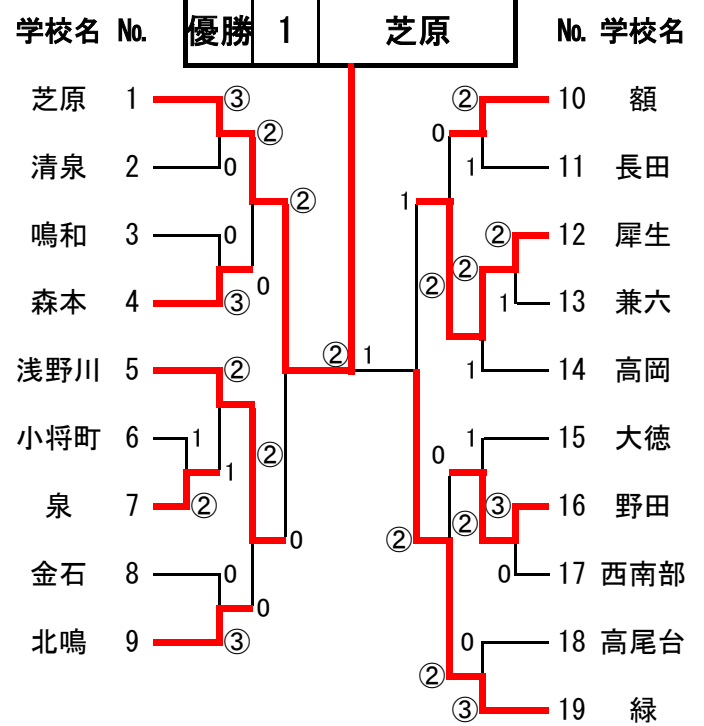 優勝 1 芝原
学校名 No. No. 学校名
芝原 1 ③ ② 10 額
② 0
清泉 2 0 1 11 長田
② 1
鳴和 3 0 ② 12 犀生
0 ② ②
森本 4 ③ 1 13 兼六
② 1
浅野川 5 ② 1 14 高岡
小将町 6 1 1 15 大徳
② 0
1
泉 7 ② ③ 16 野田
②
0 ②
金石 8 0 0 17 西南部
0
北鳴 9 ③ 0 18 高尾台
②
③ 19 緑